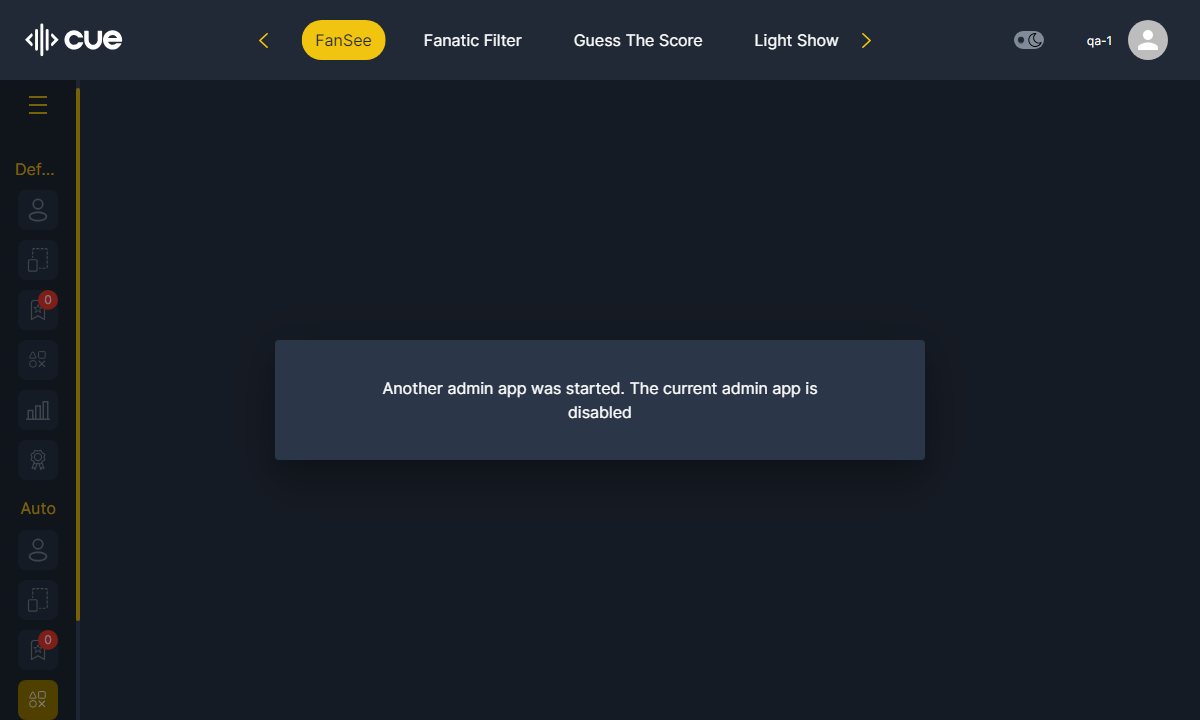 cue
FanSee
Fanatic Filter
Guess The Score
Light Show
qa-1
Def...
0
Auto
0
Another admin app was started. The current admin app is
disabled